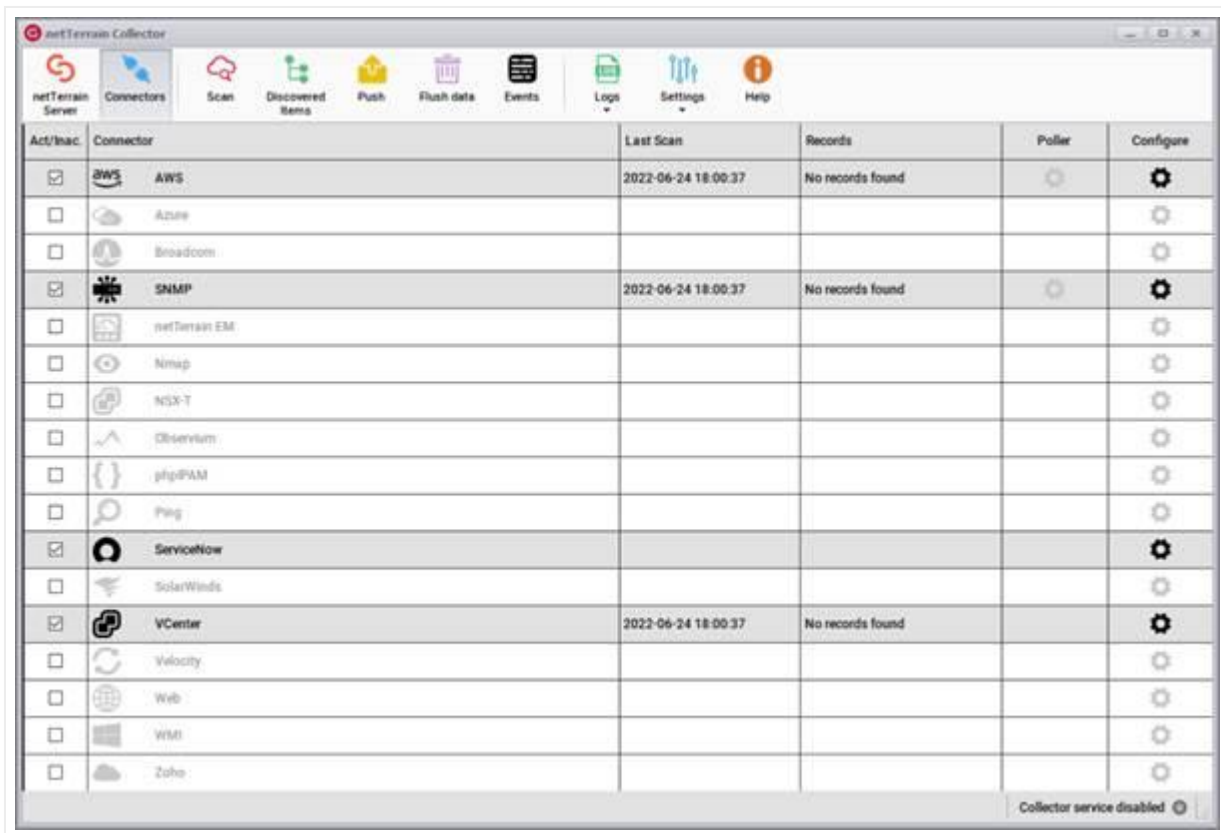 netTerrain Collector
netTerrain Server
Connectors
Scan
Discovered Items
Push
Flush data
Events
Logs
Settings
Help
Act/Inac. Connector Last Scan Records Poller Configure
aws AWS 2022-06-24 18:00:37 No records found
Azure
Broadcom
SNMP 2022-06-24 18:00:37 No records found
netTerrain EM
Nmap
NSX-T
Observium
phpIPAM
Ping
ServiceNow
SolarWinds
VCenter 2022-06-24 18:00:37 No records found
Velocity
Web
WMI
Zoho
Collector service disabled